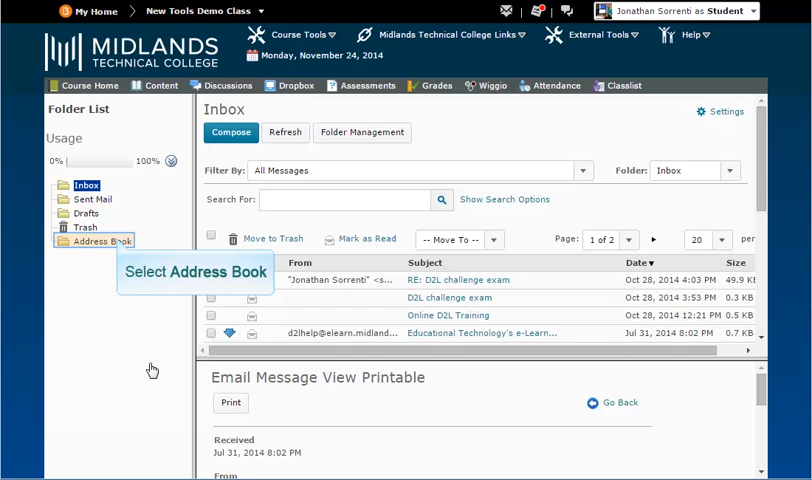 My Home
New Tools Demo Class
Jonathan Sorrenti as Student
MIDLANDS
TECHNICAL COLLEGE
Course Tools
Midlands Technical College Links
External Tools
Help
Monday, November 24, 2014
Course Home
Content
Discussions
Dropbox
Assessments
Grades
Wiggio
Attendance
Classlist
Folder List
Usage
0%
100%
Inbox
Sent Mail
Drafts
Trash
Address Book
Select Address Book
Inbox
Settings
Compose
Refresh
Folder Management
Filter By:
All Messages
Folder:
Inbox
Search For:
Show Search Options
Move to Trash
Mark as Read
-- Move To --
Page:
1 of 2
20
per
From
Subject
Date
Size
"Jonathan Sorrenti" <s...
RE: D2L challenge exam
Oct 28, 2014 4:03 PM
49.9 K
D2L challenge exam
Oct 28, 2014 3:53 PM
0.3 KB
Online D2L Training
Oct 28, 2014 12:21 PM
0.5 KB
d2lhelp@elearn.midland...
Educational Technology's e-Learn...
Jul 31, 2014 8:02 PM
0.7 KB
Email Message View Printable
Print
Go Back
Received
Jul 31, 2014 8:02 PM
From